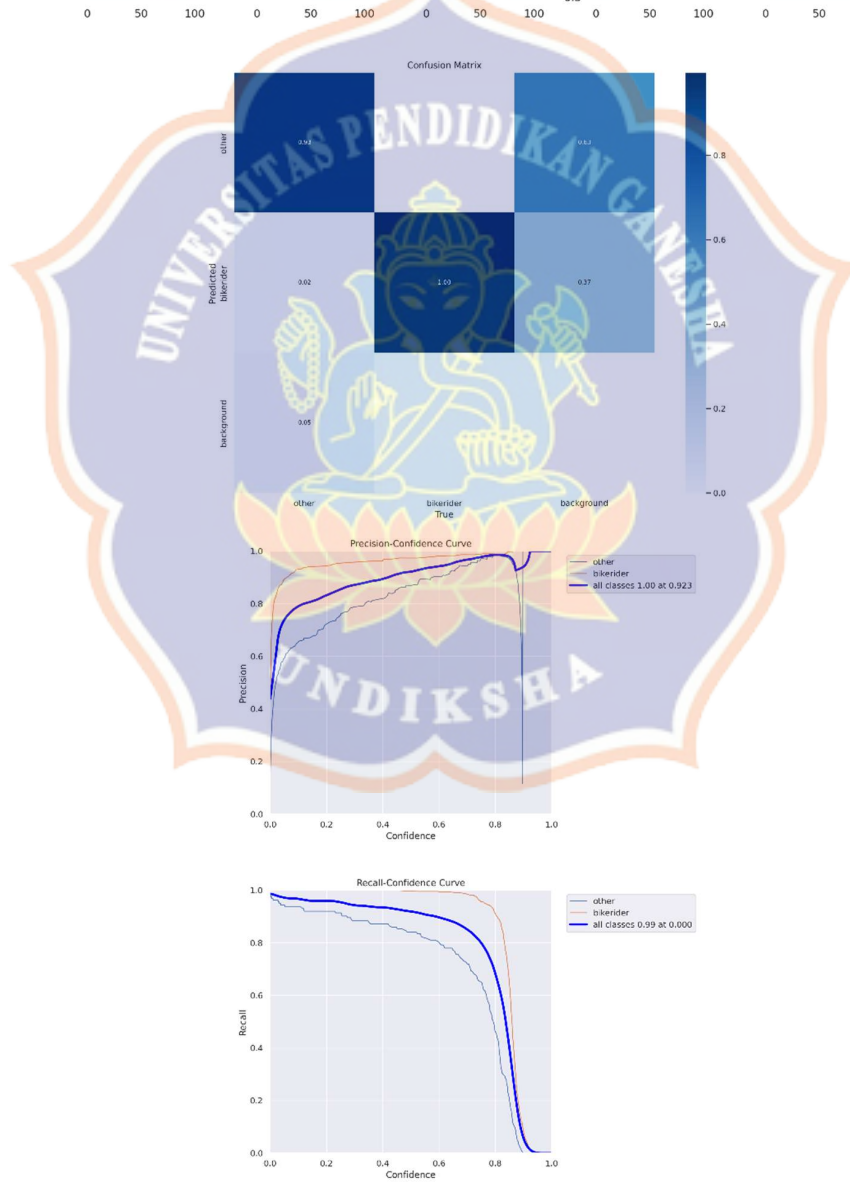 0 50 100 0 50 100 0 50 100 0 50 100 0 50
Confusion Matrix
UNIVERSITAS PENDIDIKAN GANESHA
UNDIKSHA
Predicted
other
bikerider
background
0.93
0.63
0.02
1.00
0.37
0.05
0.8
0.6
0.4
0.2
0.0
other bikerider background
True
Precision-Confidence Curve
1.0
0.8
0.6
0.4
0.2
0.0
Precision
0.0 0.2 0.4 0.6 0.8 1.0
Confidence
other
bikerider
all classes 1.00 at 0.923
Recall-Confidence Curve
1.0
0.8
0.6
0.4
0.2
0.0
Recall
0.0 0.2 0.4 0.6 0.8 1.0
Confidence
other
bikerider
all classes 0.99 at 0.000